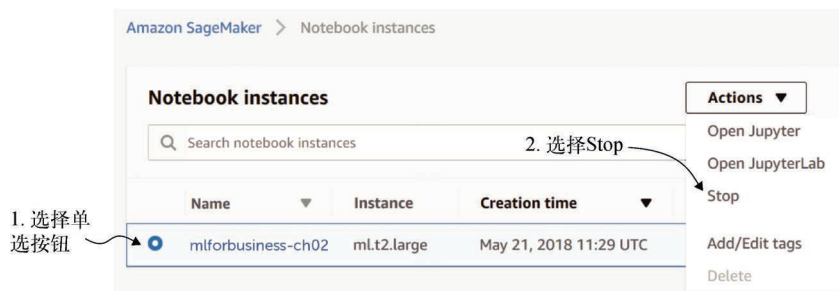 Amazon SageMaker > Notebook instances
Notebook instances
Actions ▼
Search notebook instances
2. 选择Stop
Open Jupyter
Open JupyterLab
Stop
Add/Edit tags
Delete
Name ▼ Instance Creation time ▼
1. 选择单
选按钮
mlforbusiness-ch02 ml.t2.large May 21, 2018 11:29 UTC